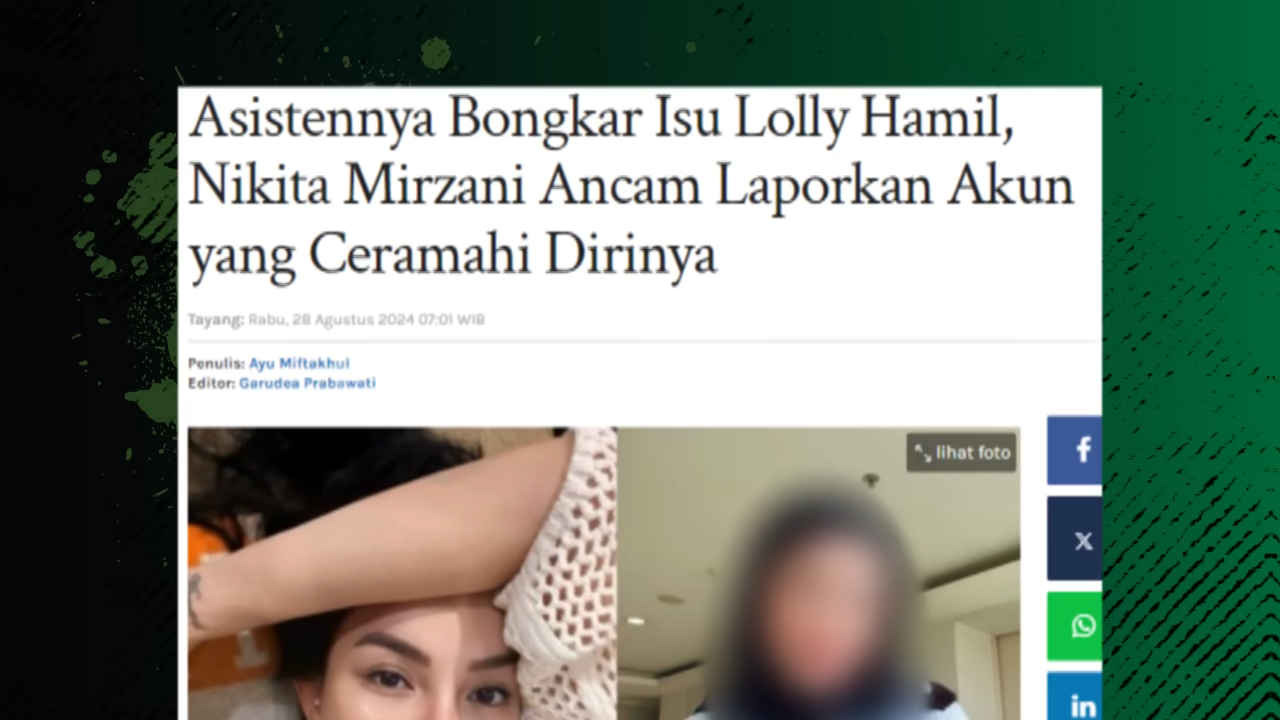 Asistennya Bongkar Isu Lolly Hamil,
Nikita Mirzani Ancam Laporkan Akun
yang Ceramahi Dirinya
Tayang: Rabu, 28 Agustus 2024 07:01 WIB
Penulis: Ayu Miftakhul
Editor: Garudea Prabawati
lihat foto
f
X
in